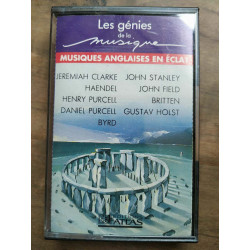 Les génies
de la
musique
MUSIQUES ANGLAISES EN ÉCLAT
JEREMIAH CLARKE JOHN STANLEY
HAENDEL JOHN FIELD
HENRY PURCELL BRITTEN
DANIEL PURCELL GUSTAV HOLST
BYRD
ATLAS